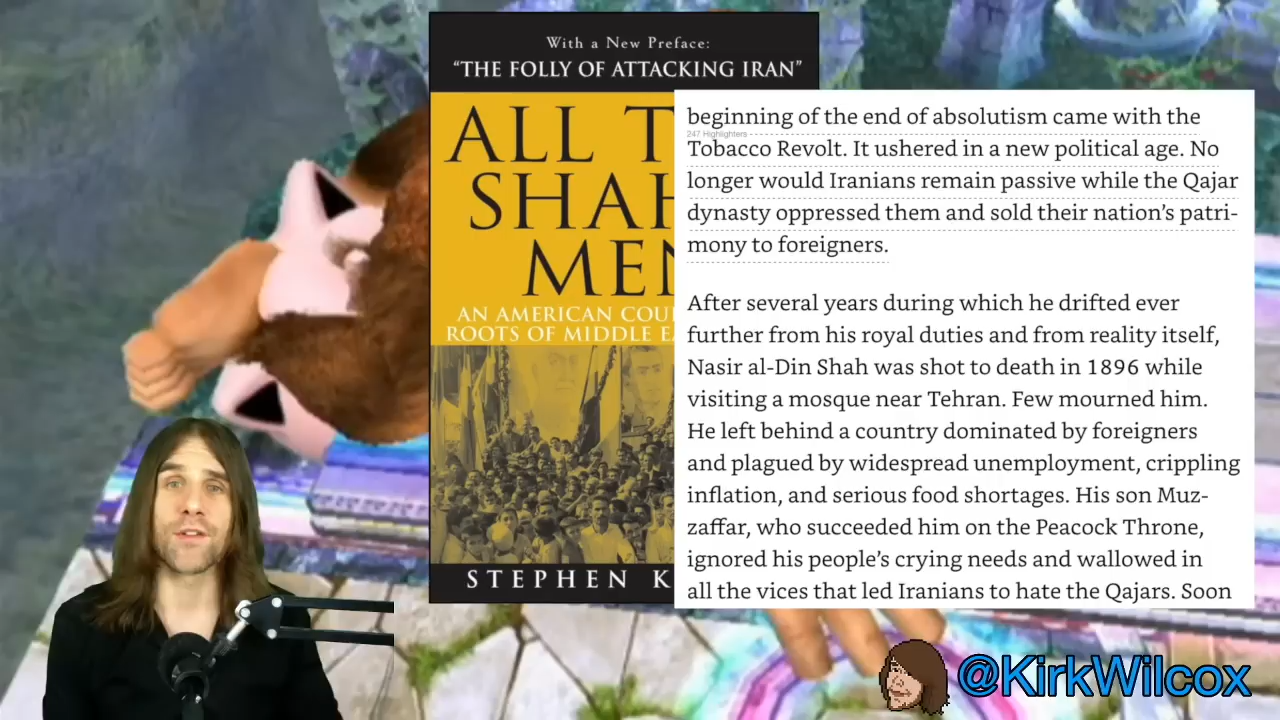 With a New Preface:
"THE FOLLY OF ATTACKING IRAN"
ALL T
SHAH
MEN
AN AMERICAN COU
ROOTS OF MIDDLE EA
STEPHEN K
beginning of the end of absolutism came with the
247 Highlighters
Tobacco Revolt. It ushered in a new political age. No
longer would Iranians remain passive while the Qajar
dynasty oppressed them and sold their nation's patri-
mony to foreigners.
After several years during which he drifted ever
further from his royal duties and from reality itself,
Nasir al-Din Shah was shot to death in 1896 while
visiting a mosque near Tehran. Few mourned him.
He left behind a country dominated by foreigners
and plagued by widespread unemployment, crippling
inflation, and serious food shortages. His son Muz-
zaffar, who succeeded him on the Peacock Throne,
ignored his people's crying needs and wallowed in
all the vices that led Iranians to hate the Qajars. Soon
@KirkWilcox